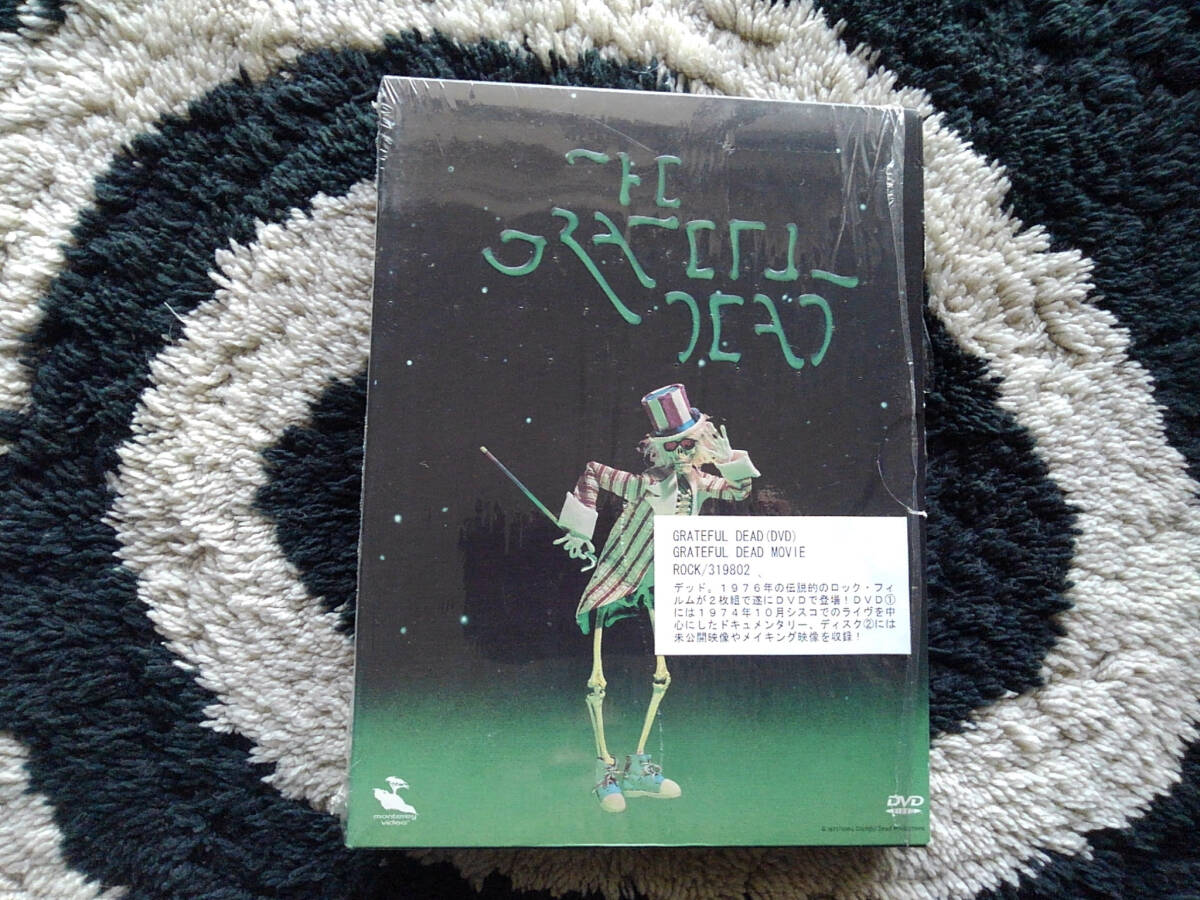 THE
GRATEFUL
DEAD
GRATEFUL DEAD(DVD)
GRATEFUL DEAD MOVIE
ROCK/319802
デッド。１９７６年の伝説的のロック・フィ
ルムが２枚組で遂にＤＶＤで登場！ＤＶＤ①
には１９７４年１０月シスコでのライヴを中
心にしたドキュメンタリー、ディスク②には
未公開映像やメイキング映像を収録！
monterey
video
DVD
VIDEO